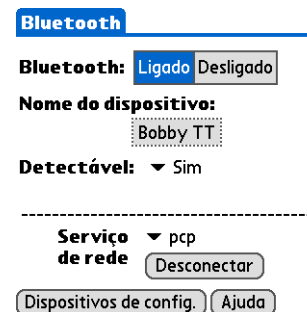 Bluetooth
Bluetooth: Ligado Desligado
Nome do dispositivo:
Bobby TT
Detectável: Sim
Serviço pcp
de rede Desconectar
Dispositivos de config. Ajuda